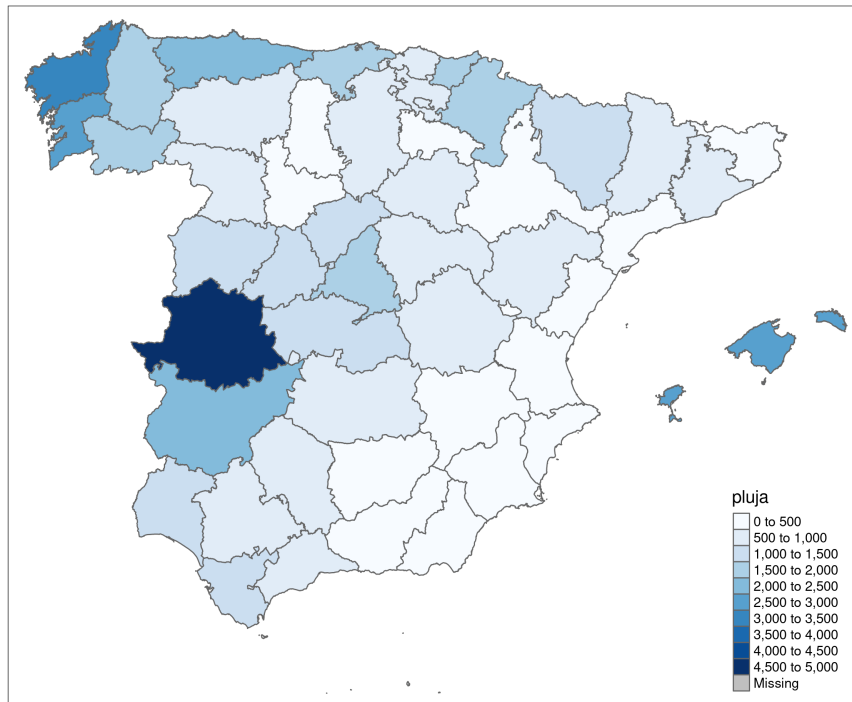 pluja
0 to 500
500 to 1,000
1,000 to 1,500
1,500 to 2,000
2,000 to 2,500
2,500 to 3,000
3,000 to 3,500
3,500 to 4,000
4,000 to 4,500
4,500 to 5,000
Missing